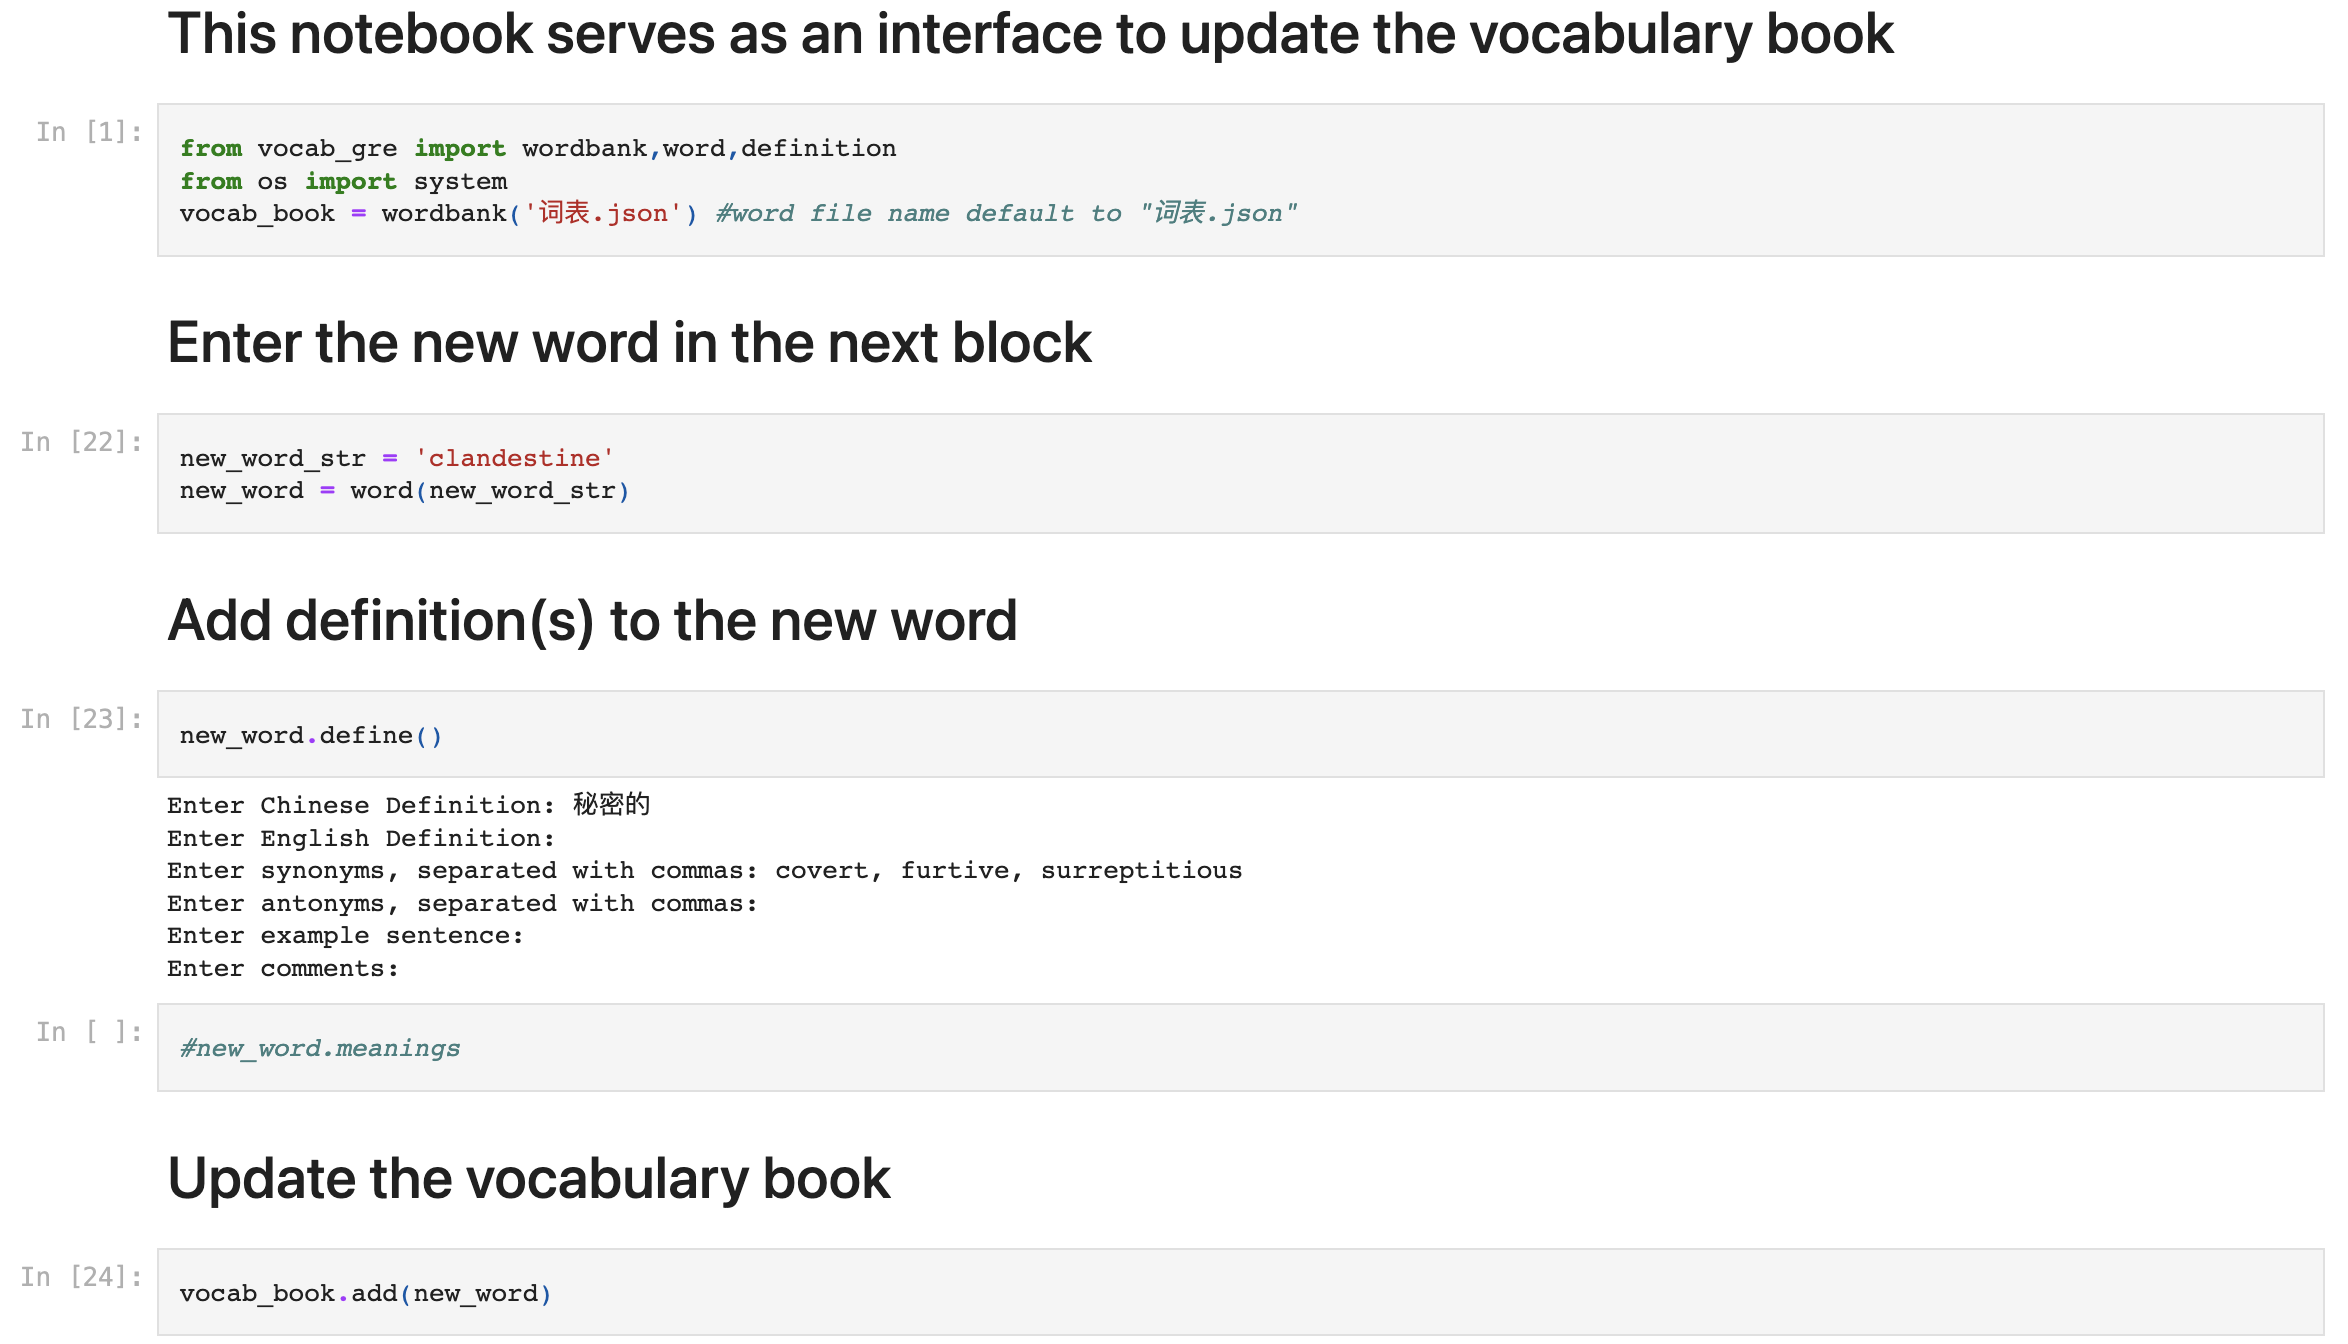 This notebook serves as an interface to update the vocabulary book
In [1]:
from vocab_gre import wordbank,word,definition
from os import system
vocab_book = wordbank('词表.json') #word file name default to "词表.json"
Enter the new word in the next block
In [22]:
new_word_str = 'clandestine'
new_word = word(new_word_str)
Add definition(s) to the new word
In [23]:
new_word.define()
Enter Chinese Definition: 秘密的
Enter English Definition:
Enter synonyms, separated with commas: covert, furtive, surreptitious
Enter antonyms, separated with commas:
Enter example sentence:
Enter comments:
In [ ]:
#new_word.meanings
Update the vocabulary book
In [24]:
vocab_book.add(new_word)